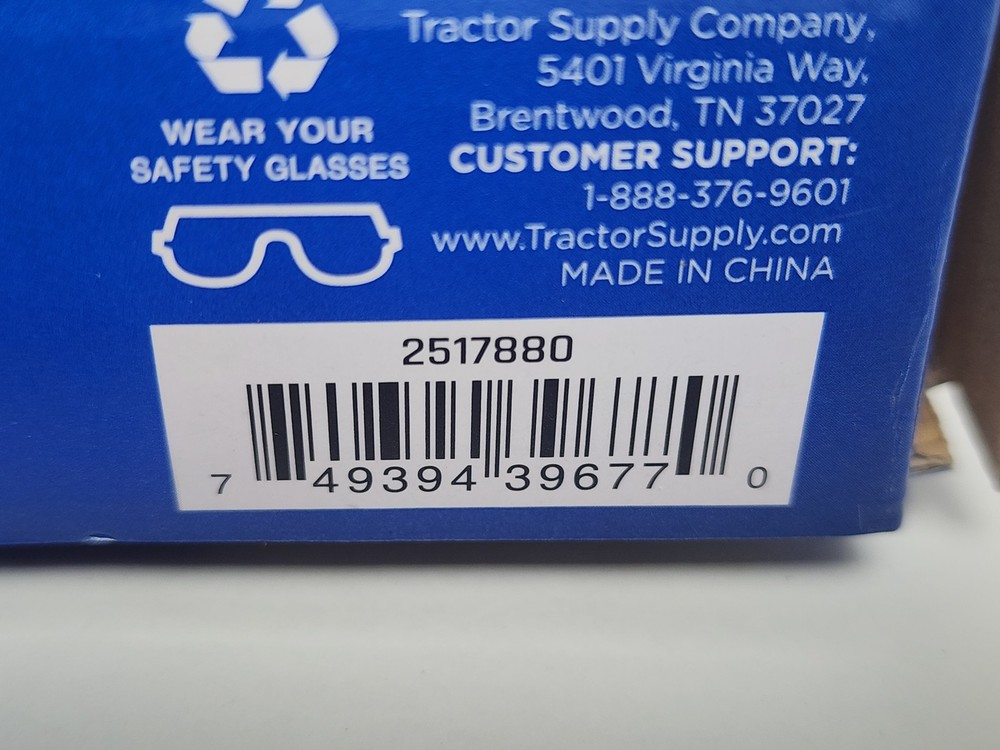 Tractor Supply Company,
5401 Virginia Way,
Brentwood, TN 37027
CUSTOMER SUPPORT:
1-888-376-9601
www.TractorSupply.com
MADE IN CHINA
WEAR YOUR
SAFETY GLASSES
2517880
7 49394 39677 0